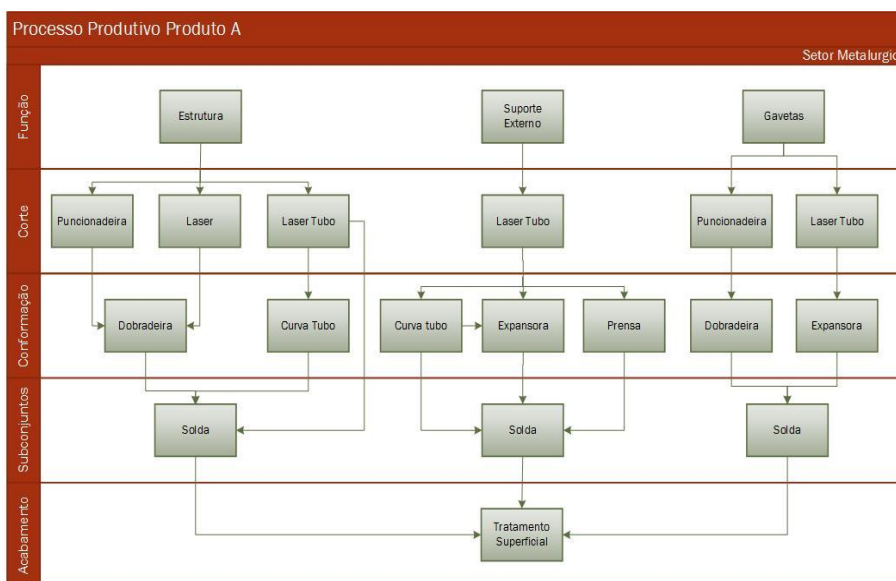 Processo Produtivo Produto A
Setor Metalurgic
Função
Estrutura
Suporte
Externo
Gavetas
Corte
Puncionadeira
Laser
Laser Tubo
Laser Tubo
Puncionadeira
Laser Tubo
Conformação
Dobradeira
Curva Tubo
Curva tubo
Expansora
Prensa
Dobradeira
Expansora
Subconjuntos
Solda
Solda
Solda
Acabamento
Tratamento
Superficial